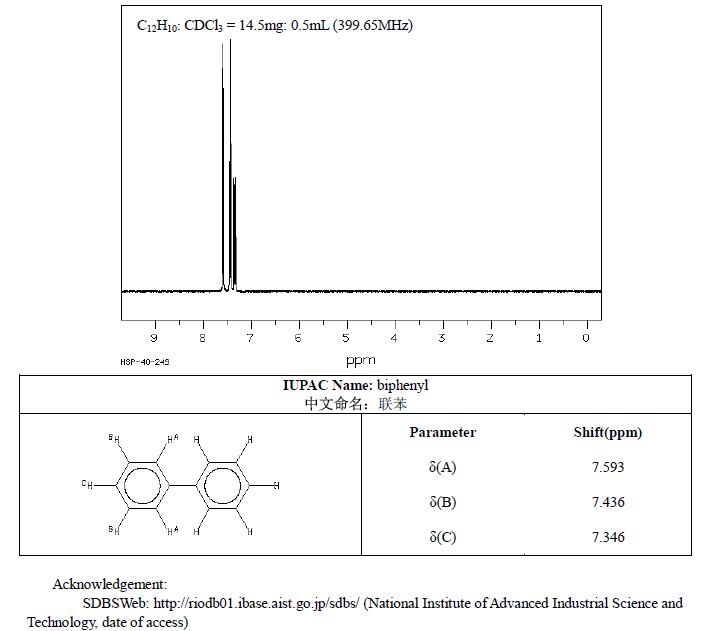 C12H10: CDCl3 = 14.5mg: 0.5mL (399.65MHz)
9 8 7 6 5 4 3 2 1 0
HSP-40-249
ppm
IUPAC Name: biphenyl
中文命名：联苯
B H H A H H
C H H
B H H A H H
Parameter Shift(ppm)
δ(A) 7.593
δ(B) 7.436
δ(C) 7.346
Acknowledgement:
SDBSWeb: http://riodb01.ibase.aist.go.jp/sdbs/ (National Institute of Advanced Industrial Science and
Technology, date of access)